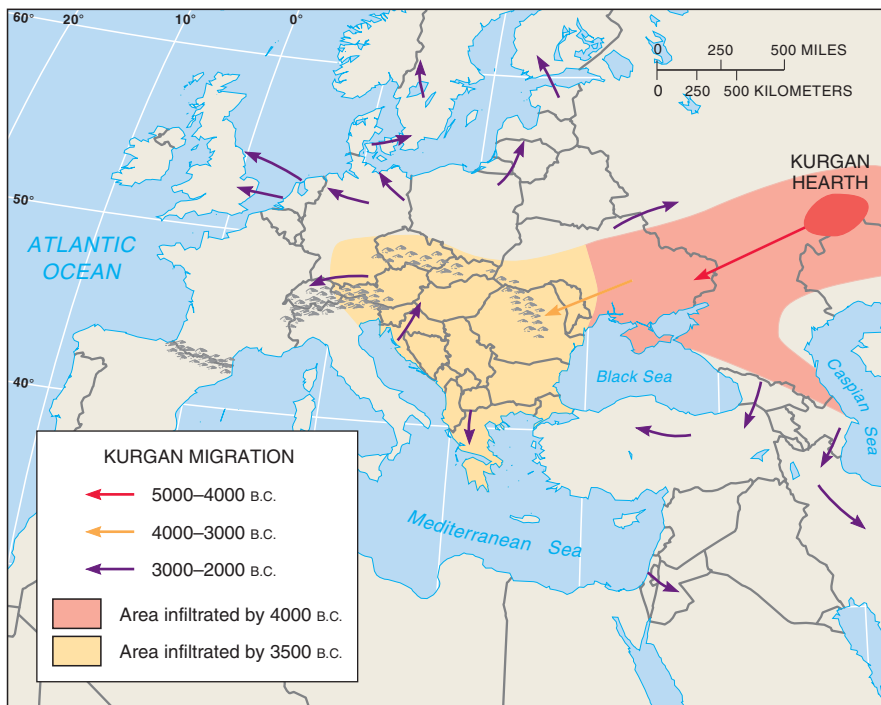 60°
20°
10°
0°
0 250 500 MILES
0 250 500 KILOMETERS
KURGAN
HEARTH
50°
ATLANTIC
OCEAN
40°
Black Sea
Caspian
Sea
Mediterranean Sea
KURGAN MIGRATION
5000–4000 B.C.
4000–3000 B.C.
3000–2000 B.C.
Area infiltrated by 4000 B.C.
Area infiltrated by 3500 B.C.